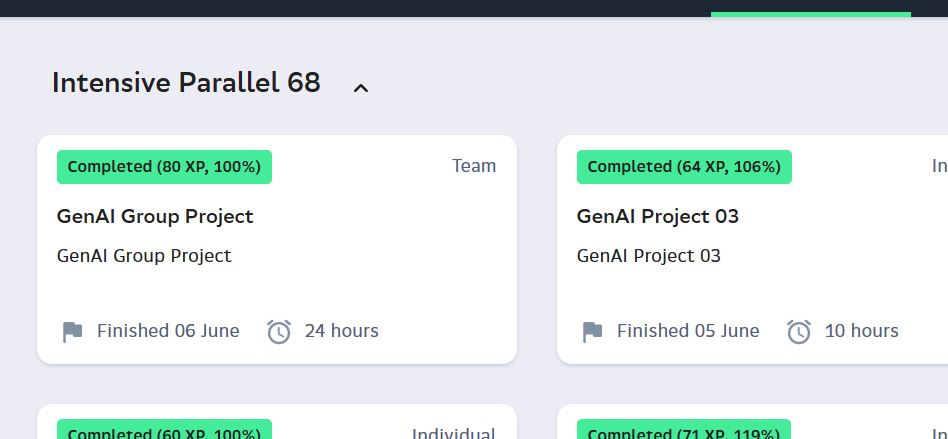 Intensive Parallel 68
Completed (80 XP, 100%)
Team
GenAI Group Project
GenAI Group Project
Finished 06 June
24 hours
Completed (64 XP, 106%)
In
GenAI Project 03
GenAI Project 03
Finished 05 June
10 hours
Completed (60 XP, 100%)
Individual
Completed (71 XP, 119%)
In